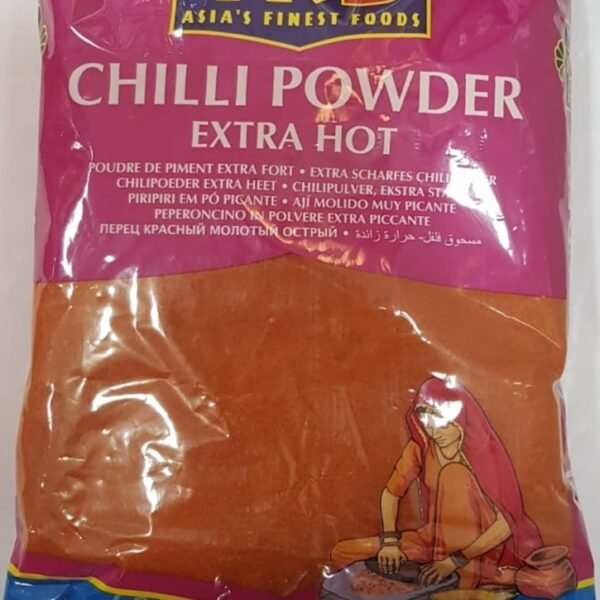 ASIA'S FINEST FOODS
CHILLI POWDER
EXTRA HOT
POUDRE DE PIMENT EXTRA FORT • EXTRA SCHARFES
CHILIPOEDER EXTRA HEET • CHILIPULVER, EKSTRA
PIRIPIRI EM PÓ PICANTE • AJÍ MOLIDO MUY PICANTE
PEPERONCINO IN POLVERE EXTRA PICCANTE
ПЕРЕЦ КРАСНЫЙ МОЛОТЫЙ ОСТРЫЙ • مسحوق فلفل- حرارة زائدة